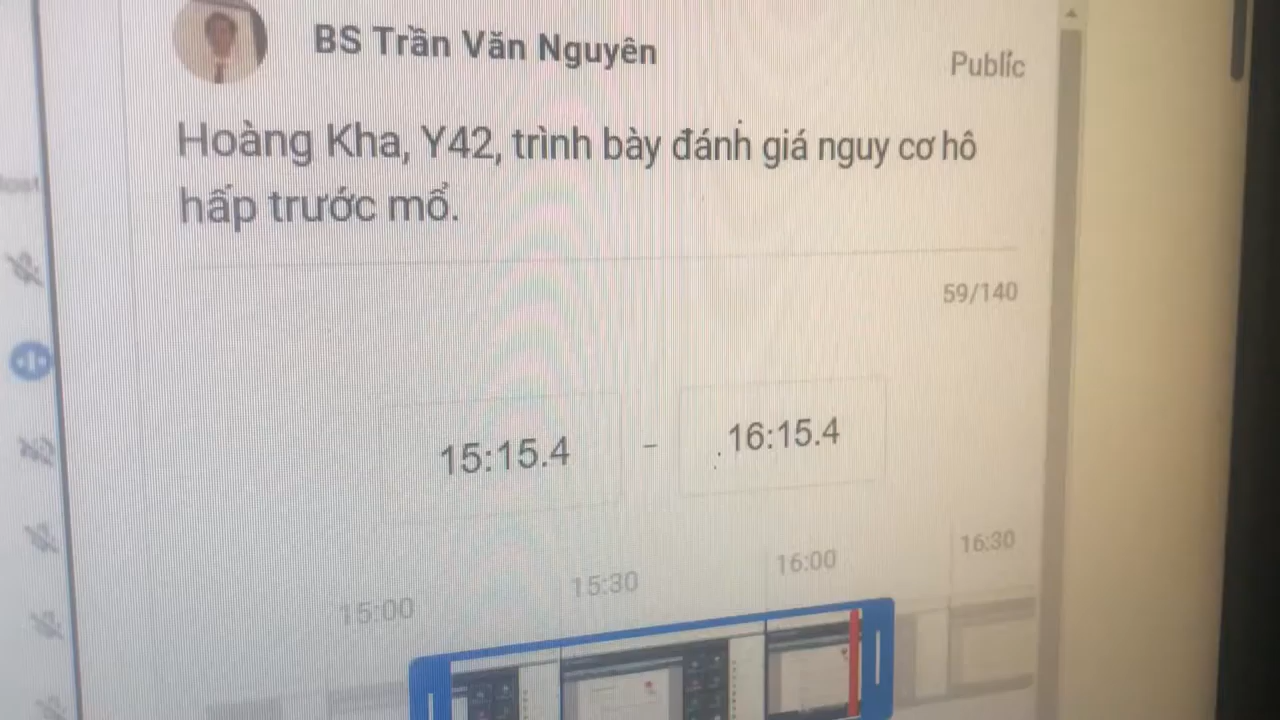 BS Trần Văn Nguyên
Public
Hoàng Kha, Y42, trình bày đánh giá nguy cơ hô
hấp trước mổ.
59/140
15:15.4 - 16:15.4
15:00 15:30 16:00 16:30